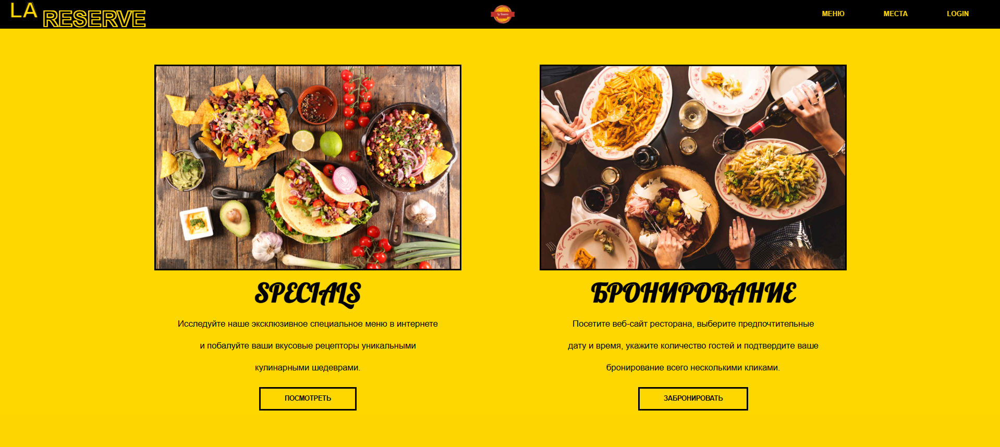 LA
RESERVE
МЕНЮ
МЕСТА
LOGIN
SPECIALS
Исследуйте наше эксклюзивное специальное меню в интернете
и побалуйте ваши вкусовые рецепторы уникальными
кулинарными шедеврами.
ПОСМОТРЕТЬ
БРОНИРОВАНИЕ
Посетите веб-сайт ресторана, выберите предпочтительные
дату и время, укажите количество гостей и подтвердите ваше
бронирование всего несколькими кликами.
ЗАБРОНИРОВАТЬ